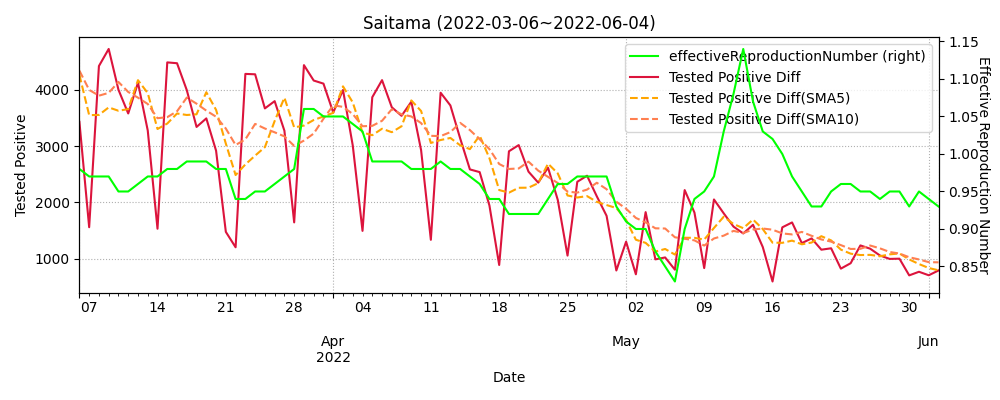 Saitama (2022-03-06~2022-06-04)
effectiveReproductionNumber (right)
Tested Positive Diff
Tested Positive Diff(SMA5)
Tested Positive Diff(SMA10)
Tested Positive
4000
3000
2000
1000
1.15
1.10
1.05
1.00
0.95
0.90
0.85
Effective Reproduction Number
07 14 21 28 04 11 18 25 02 09 16 23 30
Apr May Jun
2022
Date